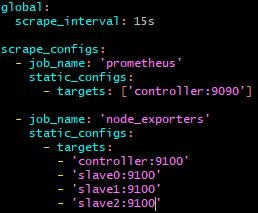 global:
  scrape_interval: 15s

scrape_configs:
  - job_name: 'prometheus'
    static_configs:
      - targets: ['controller:9090']

  - job_name: 'node_exporters'
    static_configs:
      - targets:
        - 'controller:9100'
        - 'slave0:9100'
        - 'slave1:9100'
        - 'slave2:9100'